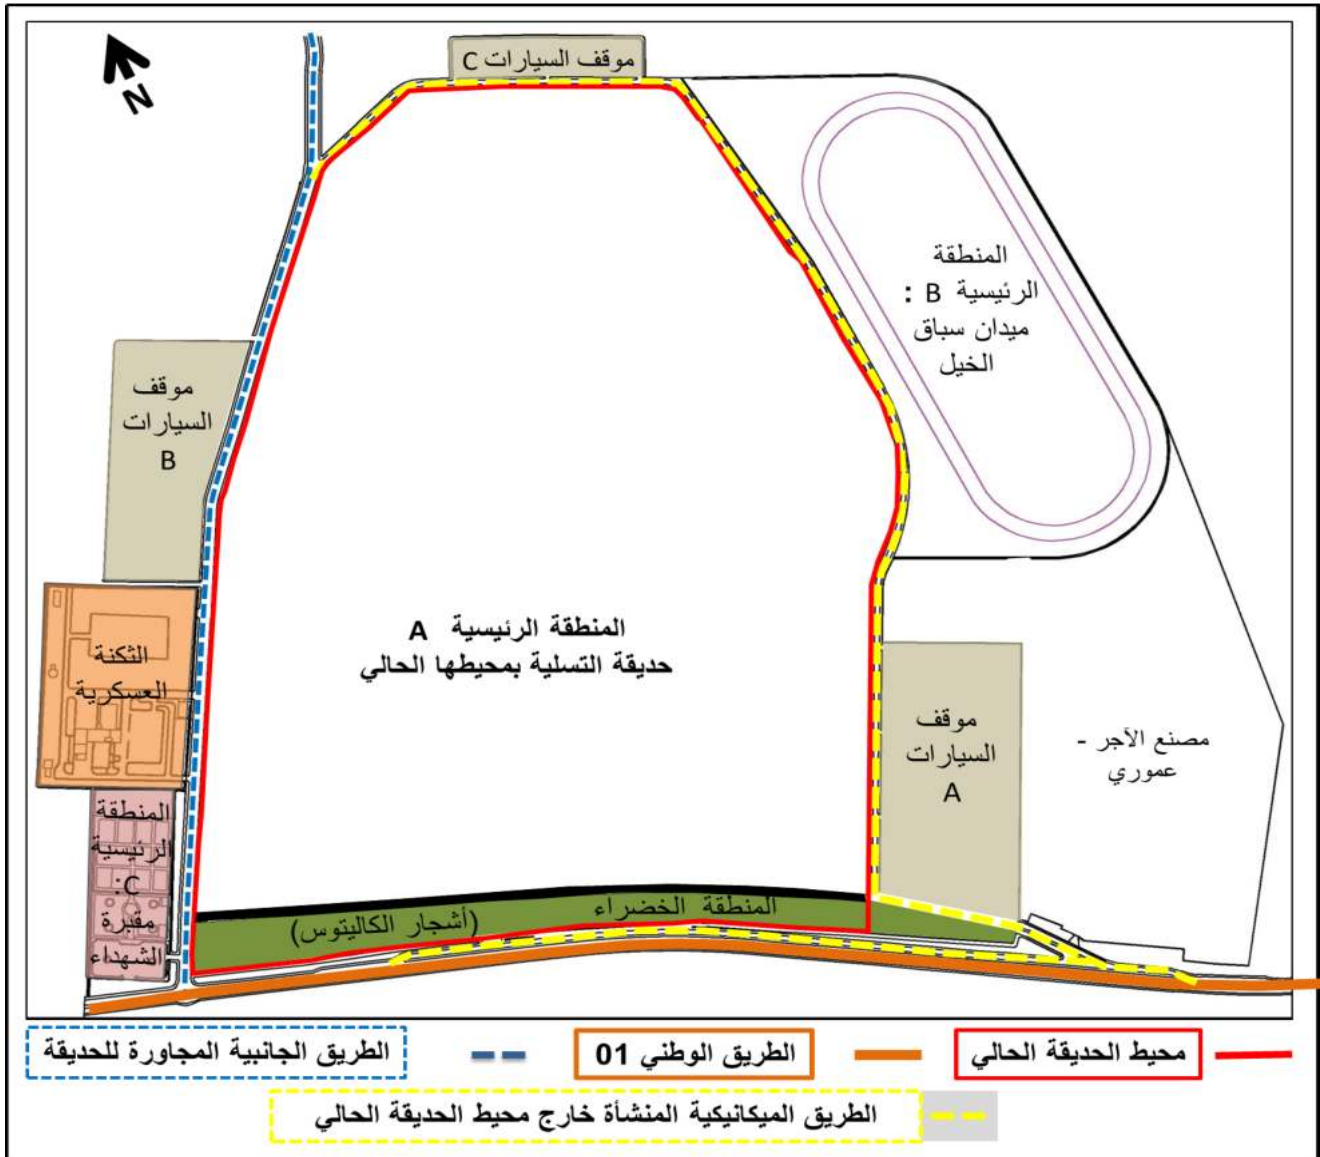 موقف السيارات C
N
المنطقة
الرئيسية B :
ميدان سباق
الخيل
موقف
السيارات
B
المنطقة الرئيسية A
حديقة التسلية بمحيطها الحالي
الثكنة
العسكرية
موقف
السيارات
A
مصنع الآجر -
عموري
المنطقة
الرئيسية
C:
مقبرة
الشهداء
المنطقة الخضراء
(أشجار الكاليتوس)
محيط الحديقة الحالي
الطريق الوطني 01
الطريق الجانبية المجاورة للحديقة
الطريق الميكانيكية المنشأة خارج محيط الحديقة الحالي